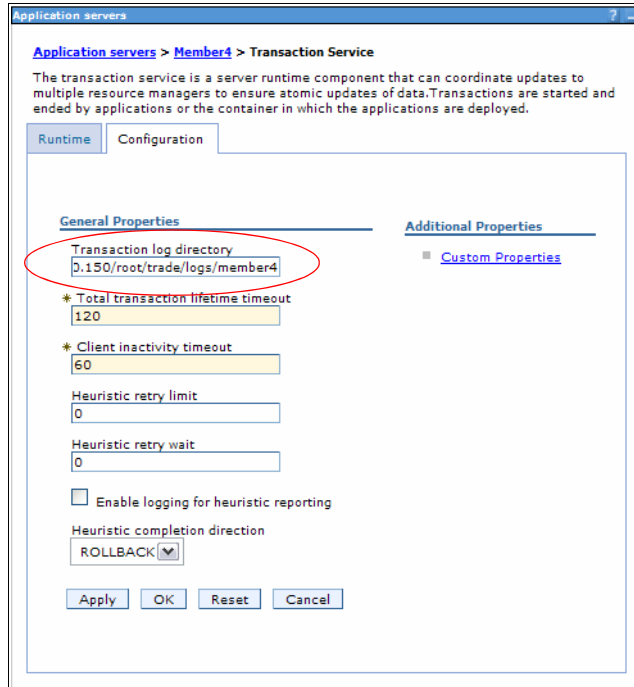 Application servers
?
Application servers > Member4 > Transaction Service
The transaction service is a server runtime component that can coordinate updates to
multiple resource managers to ensure atomic updates of data.Transactions are started and
ended by applications or the container in which the applications are deployed.
Runtime
Configuration
General Properties
Transaction log directory
0.150/root/trade/logs/member4
* Total transaction lifetime timeout
120
* Client inactivity timeout
60
Heuristic retry limit
0
Heuristic retry wait
0
Enable logging for heuristic reporting
Heuristic completion direction
ROLLBACK
Apply OK Reset Cancel
Additional Properties
Custom Properties